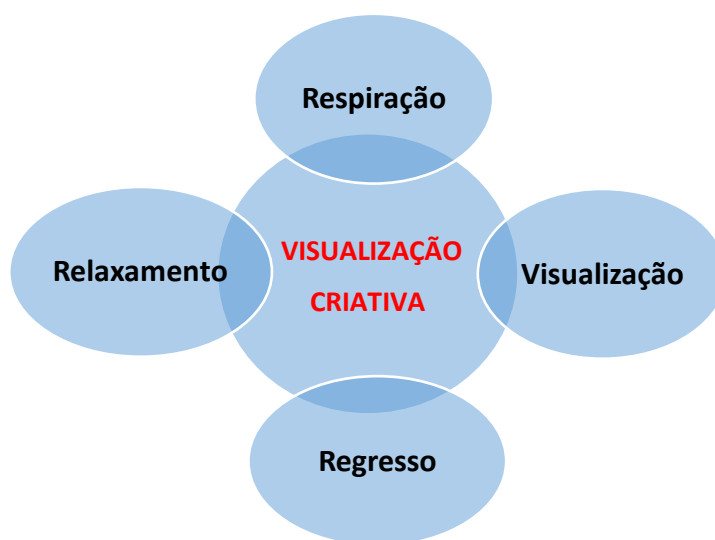 Respiração
VISUALIZAÇÃO
CRIATIVA
Relaxamento
Visualização
Regresso